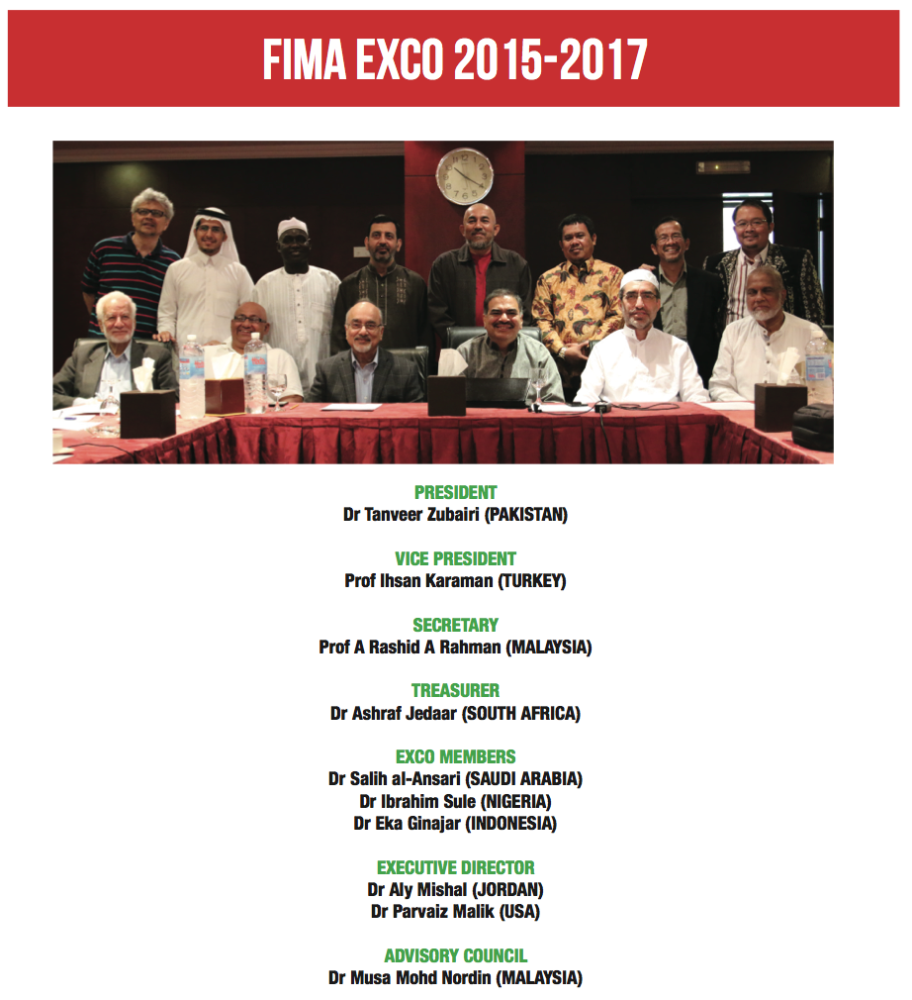 FIMA EXCO 2015-2017
PRESIDENT
Dr Tanveer Zubairi (PAKISTAN)
VICE PRESIDENT
Prof Ihsan Karaman (TURKEY)
SECRETARY
Prof A Rashid A Rahman (MALAYSIA)
TREASURER
Dr Ashraf Jedaar (SOUTH AFRICA)
EXCO MEMBERS
Dr Salih al-Ansari (SAUDI ARABIA)
Dr Ibrahim Sule (NIGERIA)
Dr Eka Ginajar (INDONESIA)
EXECUTIVE DIRECTOR
Dr Aly Mishal (JORDAN)
Dr Parvaiz Malik (USA)
ADVISORY COUNCIL
Dr Musa Mohd Nordin (MALAYSIA)